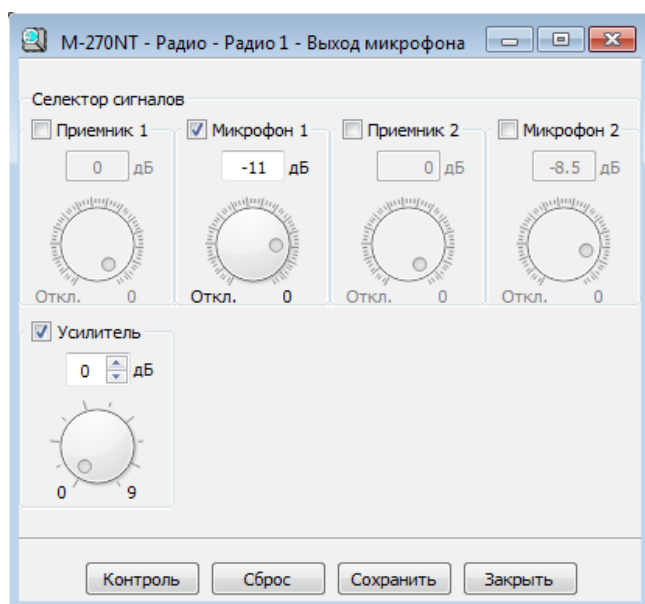 M-270NT - Радио - Радио 1 - Выход микрофона
Селектор сигналов
Приемник 1 Микрофон 1 Приемник 2 Микрофон 2
0 дБ -11 дБ 0 дБ -8.5 дБ
Откл. 0 Откл. 0 Откл. 0 Откл. 0
Усилитель
0 дБ
0 9
Контроль Сброс Сохранить Закрыть